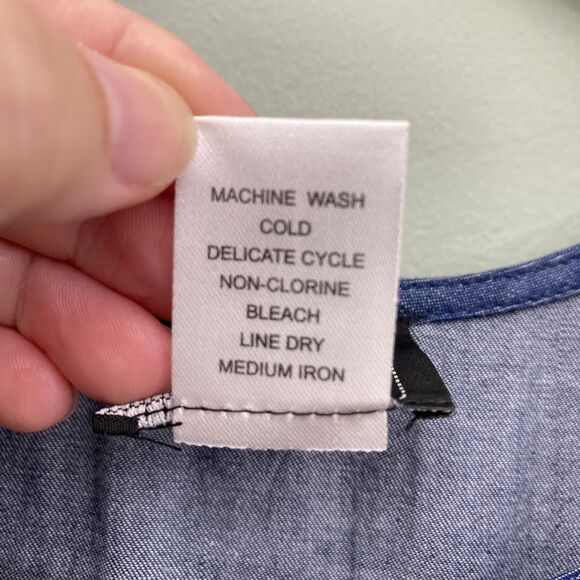 MACHINE WASH
COLD
DELICATE CYCLE
NON-CLORINE
BLEACH
LINE DRY
MEDIUM IRON